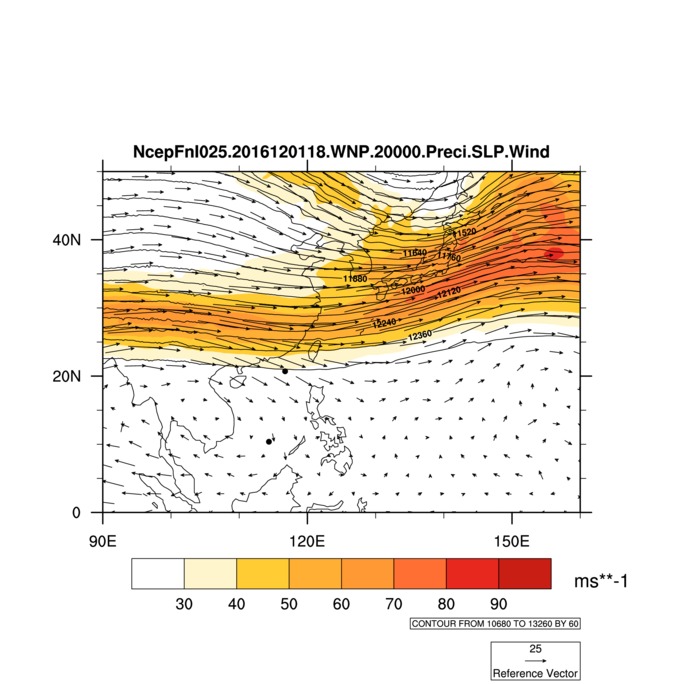 NcepFnl025.2016120118.WNP.20000.Preci.SLP.Wind
40N
20N
0
11520
11640
11760
11880
12000
12120
12240
12360
90E
120E
150E
30 40 50 60 70 80 90
ms**-1
CONTOUR FROM 10680 TO 13260 BY 60
25
Reference Vector